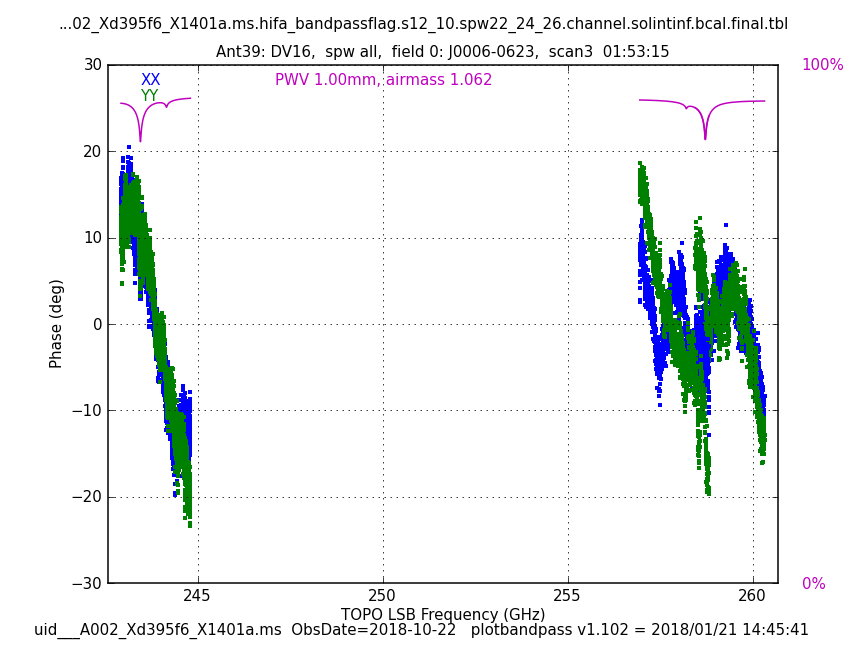 ...02_Xd395f6_X1401a.ms.hifa_bandpassflag.s12_10.spw22_24_26.channel.solintinf.bcal.final.tbl
Ant39: DV16,  spw all,  field 0: J0006-0623,  scan3  01:53:15
XX
YY
PWV 1.00mm, airmass 1.062
100%
0%
30
20
10
0
−10
−20
−30
Phase (deg)
245
250
255
260
TOPO LSB Frequency (GHz)
uid___A002_Xd395f6_X1401a.ms  ObsDate=2018-10-22   plotbandpass v1.102 = 2018/01/21 14:45:41